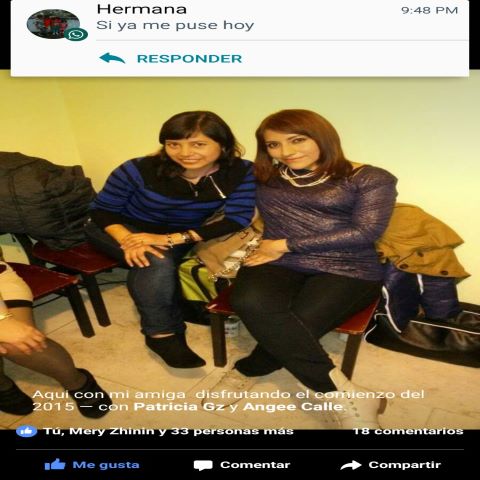 Hermana
9:48 PM
Si ya me puse hoy
RESPONDER
Aqui con mi amiga disfrutando el comienzo del
2015 — con Patricia Gz y Angee Calle.
Tú, Mery Zhinin y 33 personas más
18 comentarios
Me gusta
Comentar
Compartir